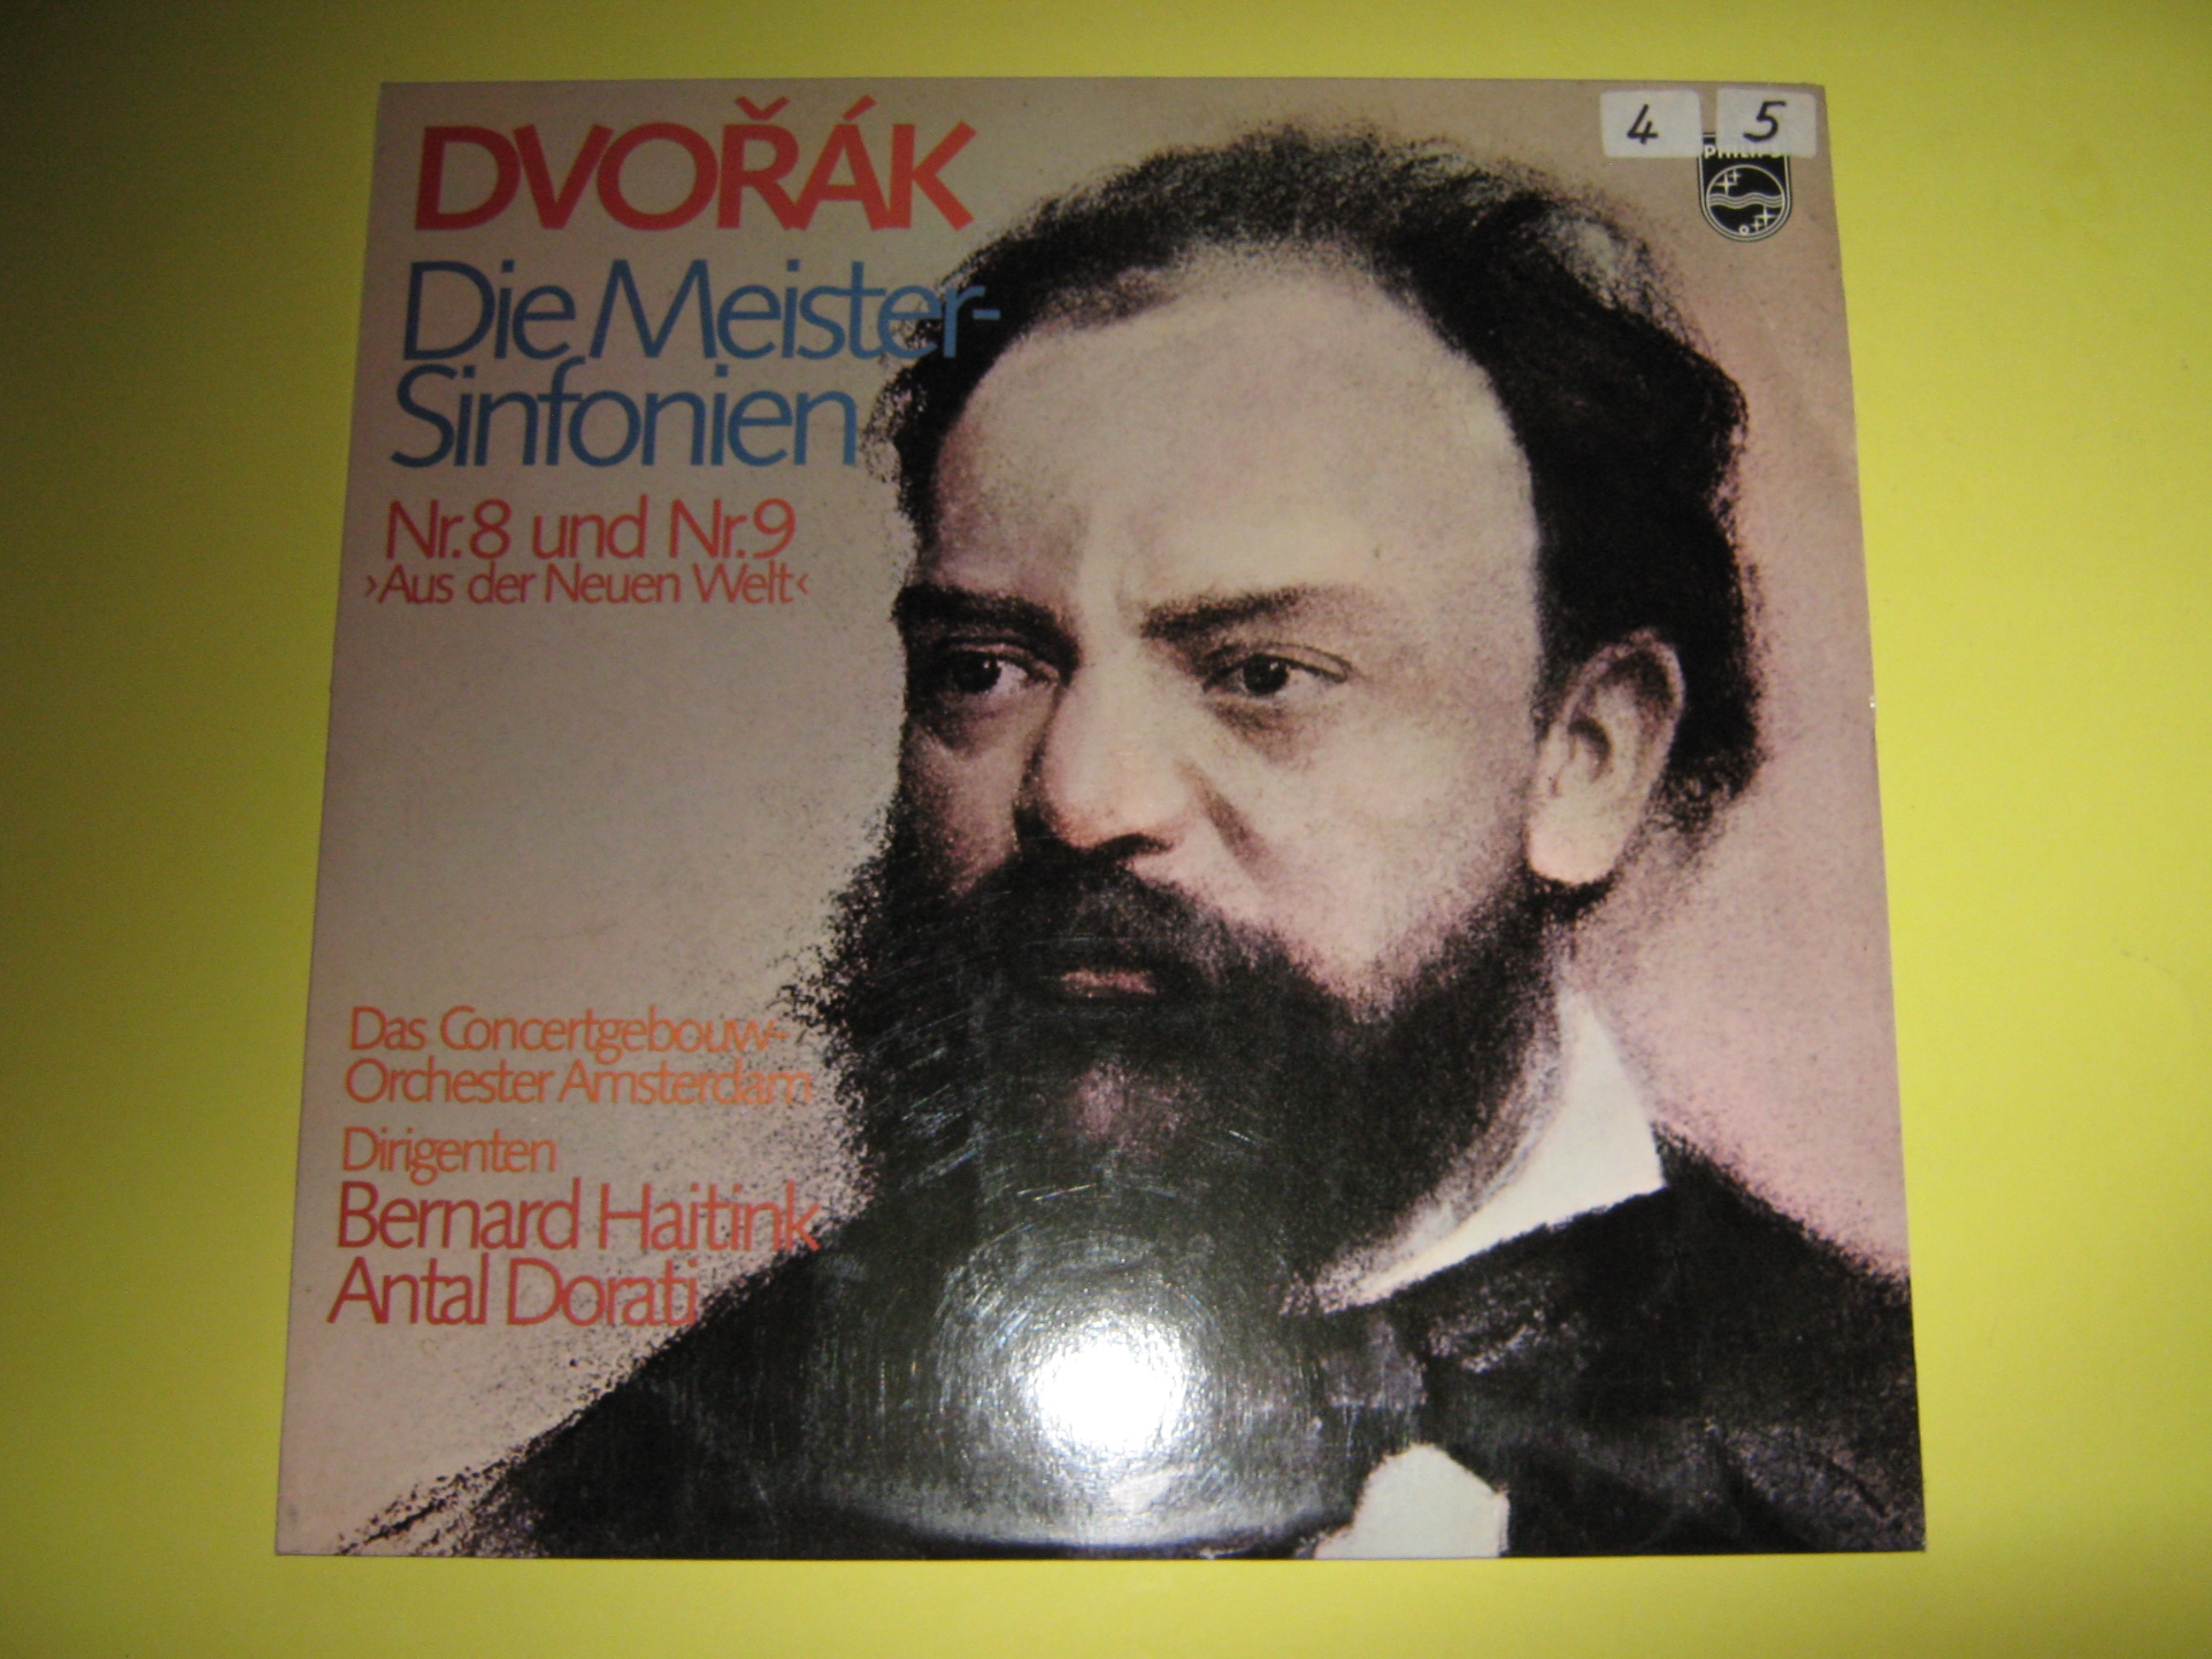 DVOŘÁK
Die Meister-
Sinfonien
Nr.8 und Nr.9
›Aus der Neuen Welt‹
Das Concertgebouw-
Orchester Amsterdam
Dirigenten
Bernard Haitink
Antal Dorati
4 5
PHILIPS